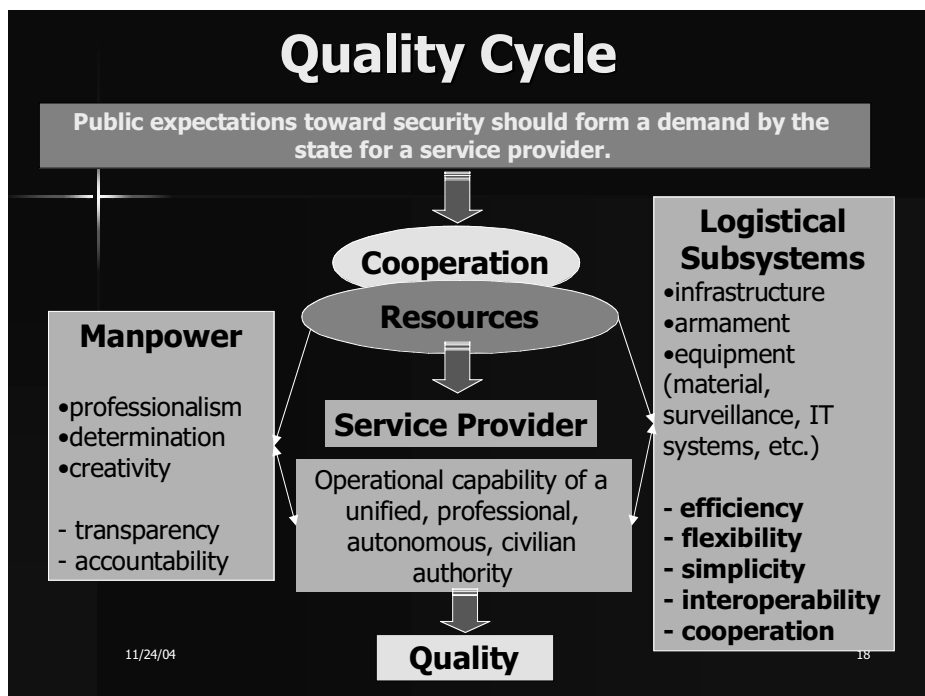 Quality Cycle
Public expectations toward security should form a demand by the
state for a service provider.
Cooperation
Resources
Manpower
•professionalism
•determination
•creativity
- transparency
- accountability
Service Provider
Operational capability of a
unified, professional,
autonomous, civilian
authority
Quality
Logistical
Subsystems
•infrastructure
•armament
•equipment
(material,
surveillance, IT
systems, etc.)
- efficiency
- flexibility
- simplicity
- interoperability
- cooperation
11/24/04
18